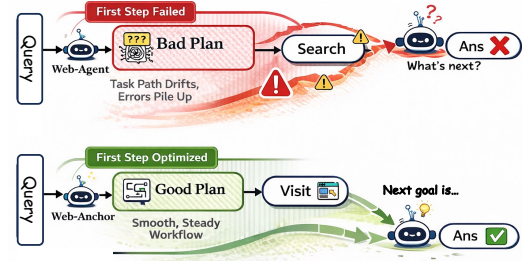 First Step Failed
Query
Web-Agent
???
Bad Plan
Search
??
What's next?
Ans
Task Path Drifts,
Errors Pile Up
First Step Optimized
Query
Web-Anchor
Good Plan
Visit
Next goal is...
Ans
Smooth, Steady
Workflow